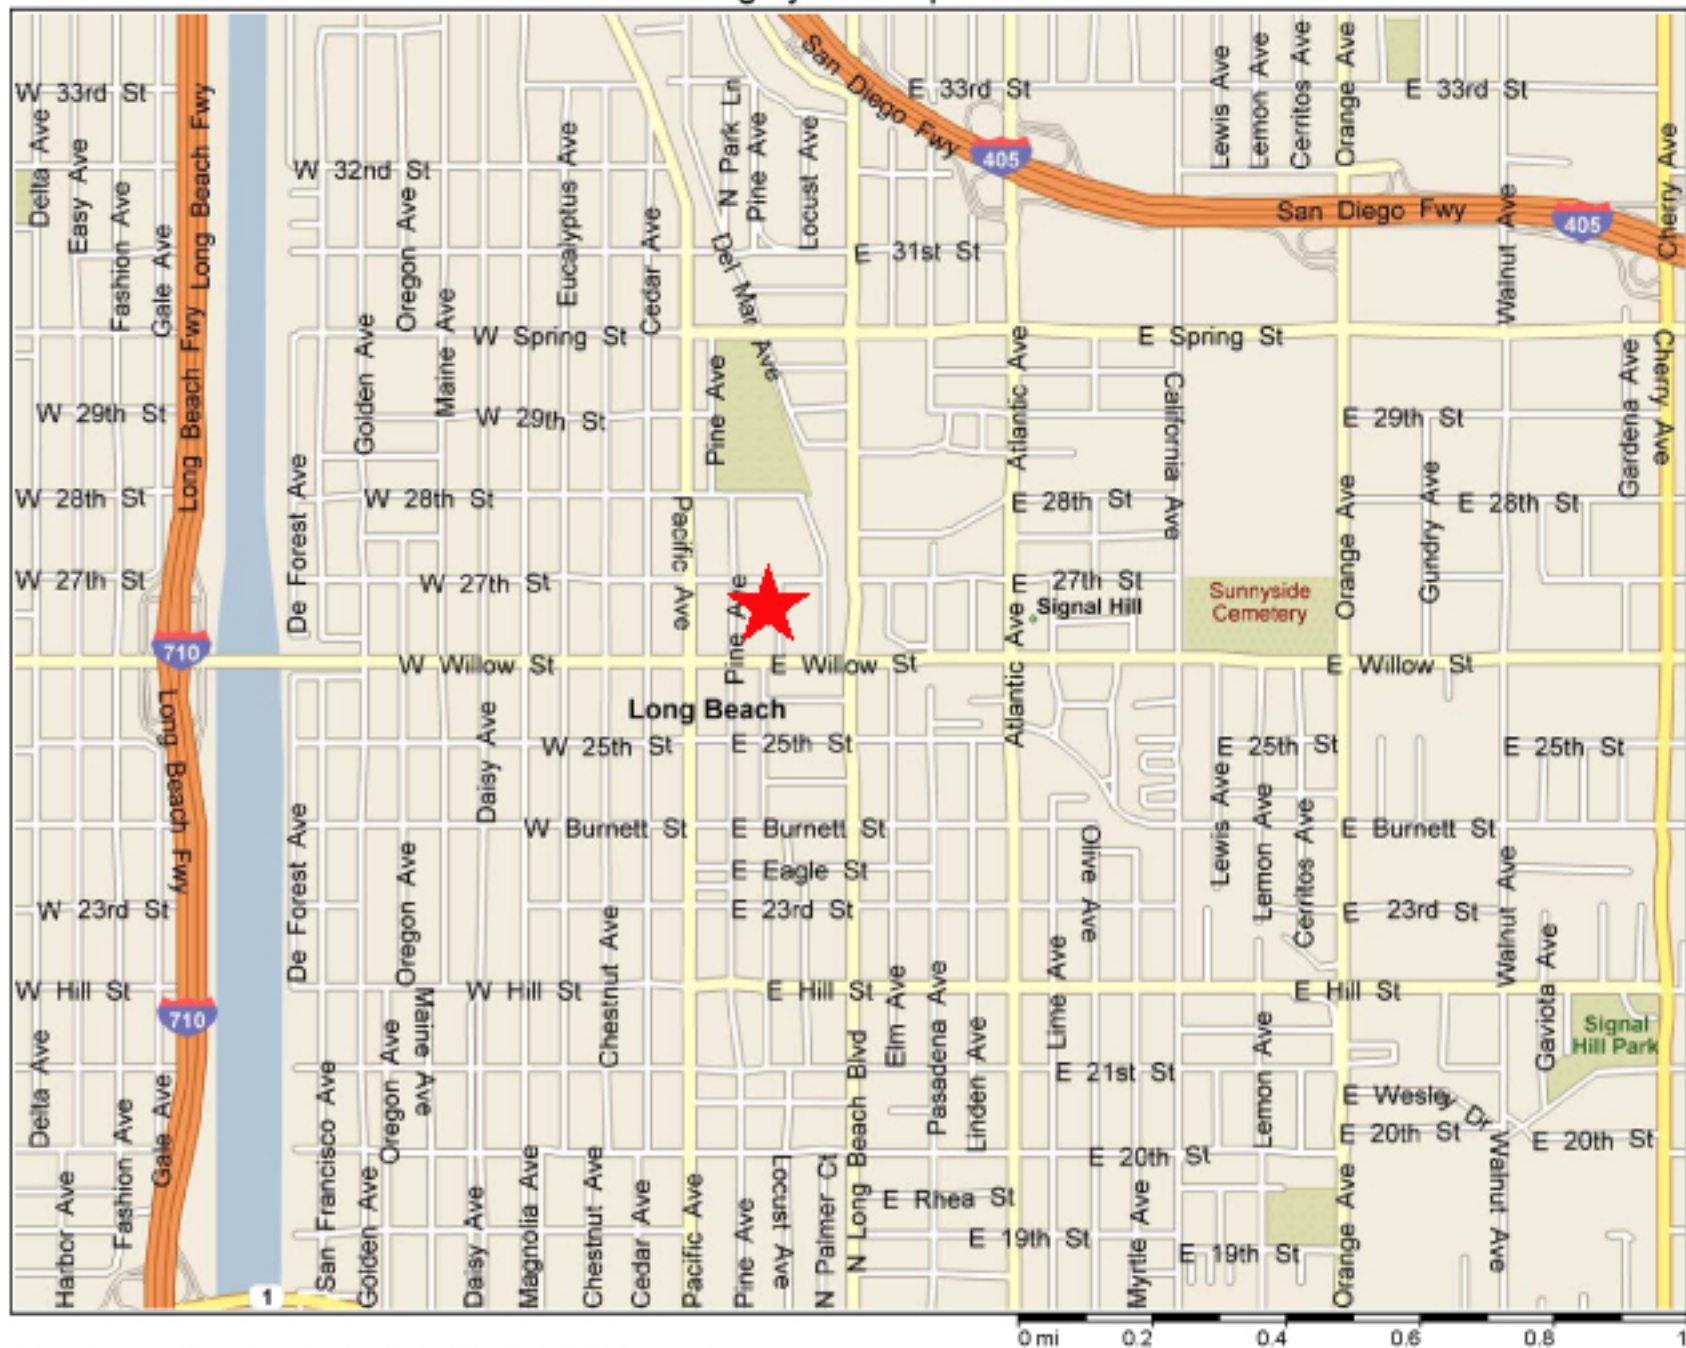 W 33rd St
E 33rd St
E 33rd St
San Diego Fwy
405
Lewis Ave
Lemon Ave
Cerritos Ave
Orange Ave
Delta Ave
Easy Ave
Fashion Ave
Gale Ave
Long Beach Fwy
Long Beach Fwy
W 32nd St
Oregon Ave
Eucalyptus Ave
Cedar Ave
N Park Ln
Pine Ave
Locust Ave
Del Mar Ave
E 31st St
San Diego Fwy
405
Walnut Ave
Cherry Ave
Golden Ave
Maine Ave
W Spring St
E Spring St
W 29th St
W 29th St
Pine Ave
Atlantic Ave
California Ave
E 29th St
Gardena Ave
Cherry Ave
W 28th St
De Forest Ave
W 28th St
Pacific Ave
E 28th St
Orange Ave
Gundry Ave
E 28th St
W 27th St
W 27th St
Pine Ave
E 27th St
Signal Hill
Sunnyside
Cemetery
710
W Willow St
E Willow St
E Willow St
Atlantic Ave
Long Beach
Long Beach Fwy
Daisy Ave
W 25th St
E 25th St
E 25th St
E 25th St
W Burnett St
E Burnett St
E Burnett St
E Eagle St
De Forest Ave
Oregon Ave
Olive Ave
Lewis Ave
Lemon Ave
Cerritos Ave
Walnut Ave
W 23rd St
E 23rd St
E 23rd St
Chestnut Ave
Gaviota Ave
W Hill St
W Hill St
E Hill St
E Hill St
710
Maine Ave
Oregon Ave
Elm Ave
Pasadena Ave
Linden Ave
Lime Ave
Lemon Ave
Signal
Hill Park
Delta Ave
Gale Ave
E 21st St
E Wesley Dr
E 20th St
E 20th St
E 20th St
Fashion Ave
Harbor Ave
San Francisco Ave
Golden Ave
Daisy Ave
Magnolia Ave
Chestnut Ave
Cedar Ave
Pacific Ave
Pine Ave
Locust Ave
N Palmer Ct
N Long Beach Blvd
E Rhea St
E 19th St
Myrtle Ave
E 19th St
Orange Ave
Walnut Ave
1
0 mi 0.2 0.4 0.6 0.8 1